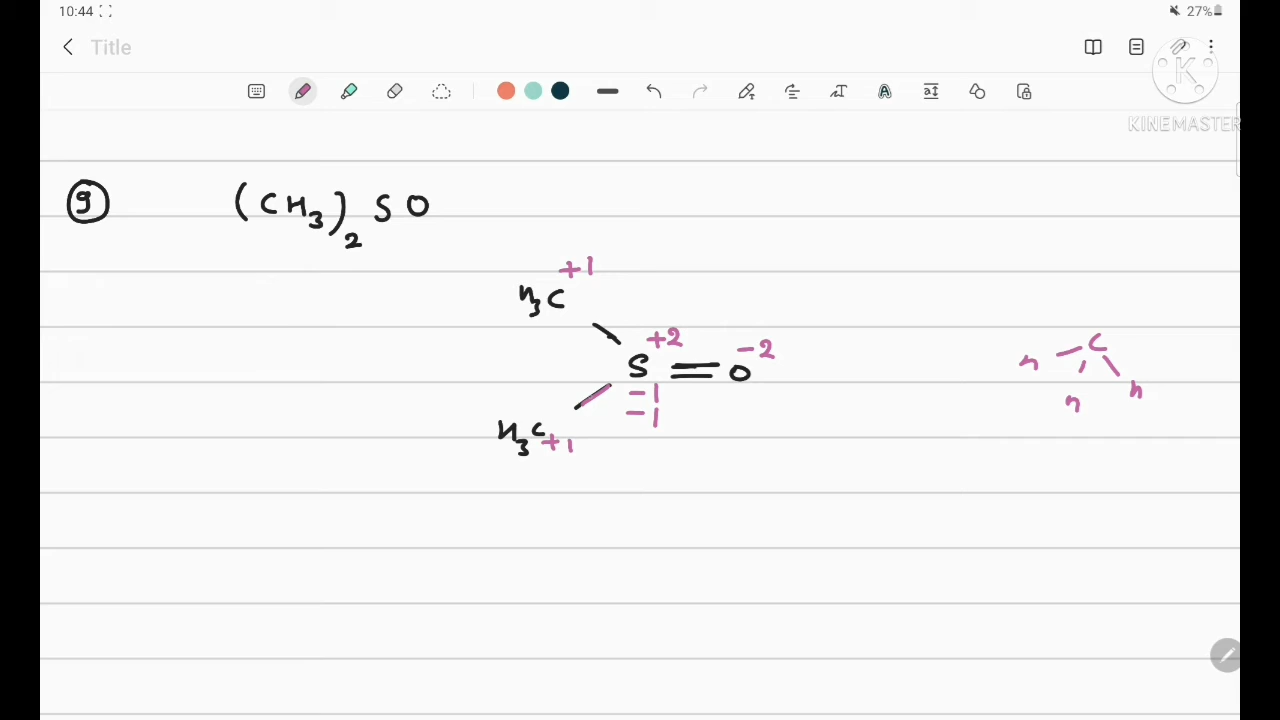 10:44
27%
Title
KINEMASTER
9 (CH3)2 SO
+1
H3C
+2
-2
S = O
-1
-1
H3C +1
C
H
H
H